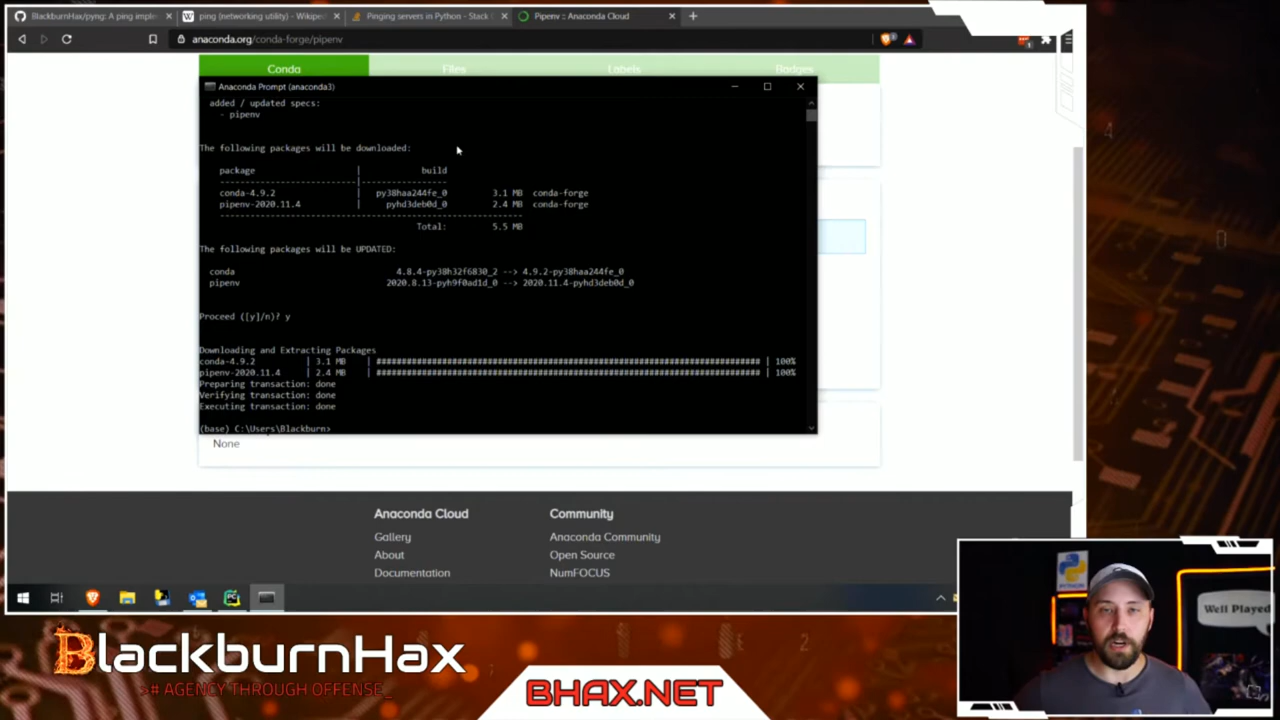 BlackburnHax/pyng: A ping imple
ping (networking utility) - Wikipe
Pinging servers in Python - Stack
Pipenv :: Anaconda Cloud
anaconda.org/conda-forge/pipenv
Conda
Files
Labels
Badges
Anaconda Prompt (anaconda3)
added / updated specs:
- pipenv
The following packages will be downloaded:
package | build
---------------------------|-----------------
conda-4.9.2 | py38haa244fe_0 3.1 MB conda-forge
pipenv-2020.11.4 | pyhd3deb0d_0 2.4 MB conda-forge
------------------------------------------------------------
Total: 5.5 MB
The following packages will be UPDATED:
conda 4.8.4-py38h32f6830_2 --> 4.9.2-py38haa244fe_0
pipenv 2020.8.13-pyh9f0ad1d_0 --> 2020.11.4-pyhd3deb0d_0
Proceed ([y]/n)? y
Downloading and Extracting Packages
conda-4.9.2 | 3.1 MB | ############################################################################ | 100%
pipenv-2020.11.4 | 2.4 MB | ############################################################################ | 100%
Preparing transaction: done
Verifying transaction: done
Executing transaction: done
(base) C:\Users\Blackburn>
None
Anaconda Cloud
Community
Gallery
Anaconda Community
About
Open Source
Documentation
NumFOCUS
PYTHON
Well Played
BlackburnHax
># AGENCY THROUGH OFFENSE_
BHAX.NET